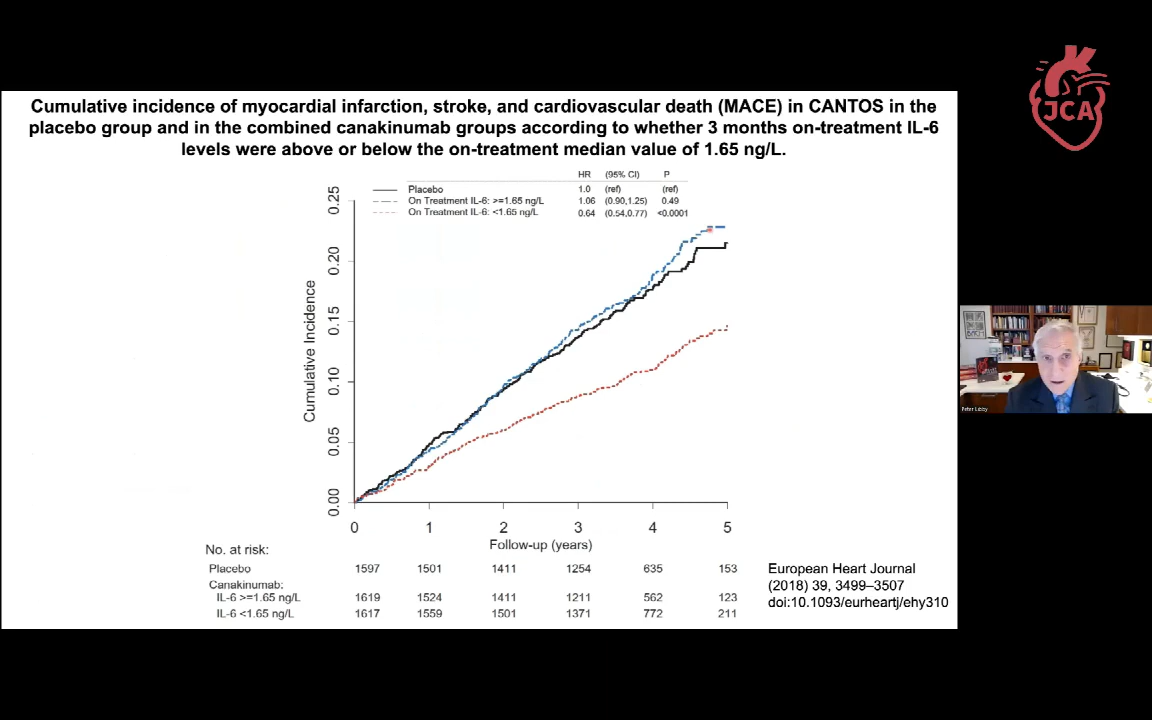 JCA
Cumulative incidence of myocardial infarction, stroke, and cardiovascular death (MACE) in CANTOS in the
placebo group and in the combined canakinumab groups according to whether 3 months on-treatment IL-6
levels were above or below the on-treatment median value of 1.65 ng/L.
HR (95% CI) P
Placebo 1.0 (ref) (ref)
On Treatment IL-6: >=1.65 ng/L 1.06 (0.90,1.25) 0.49
On Treatment IL-6: <1.65 ng/L 0.64 (0.54,0.77) <0.0001
Cumulative Incidence
0.25
0.20
0.15
0.10
0.05
0.00
0 1 2 3 4 5
Follow-up (years)
No. at risk:
Placebo 1597 1501 1411 1254 635 153
Canakinumab:
IL-6 >=1.65 ng/L 1619 1524 1411 1211 562 123
IL-6 <1.65 ng/L 1617 1559 1501 1371 772 211
European Heart Journal
(2018) 39, 3499–3507
doi:10.1093/eurheartj/ehy310
Peter Libby